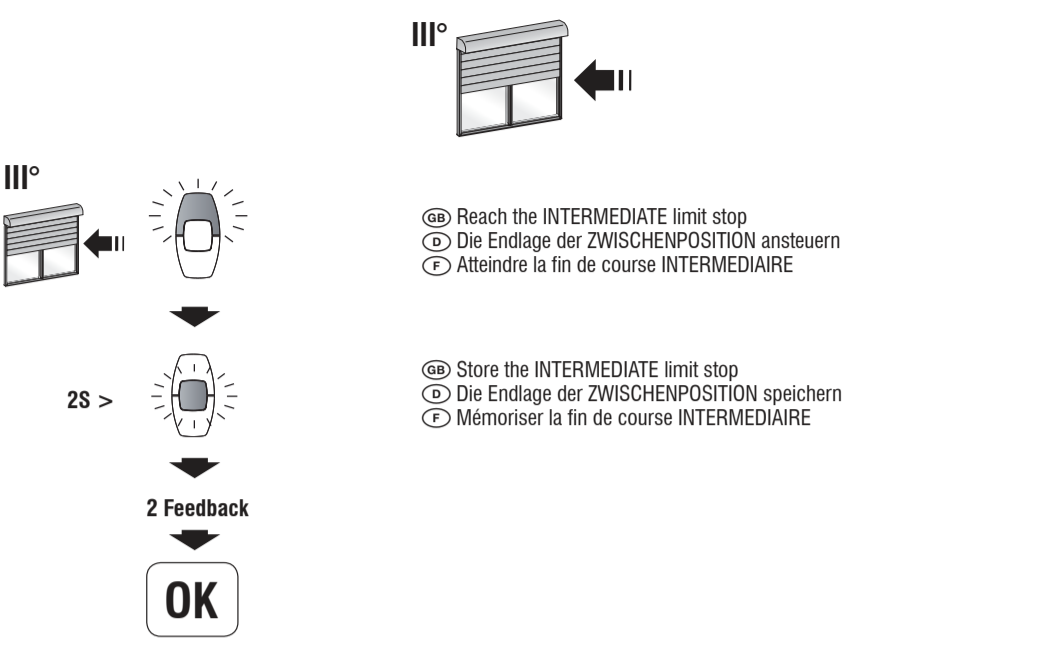 III°
III°
GB Reach the INTERMEDIATE limit stop
D Die Endlage der ZWISCHENPOSITION ansteuern
F Atteindre la fin de course INTERMEDIAIRE
2S >
GB Store the INTERMEDIATE limit stop
D Die Endlage der ZWISCHENPOSITION speichern
F Mémoriser la fin de course INTERMEDIAIRE
2 Feedback
OK